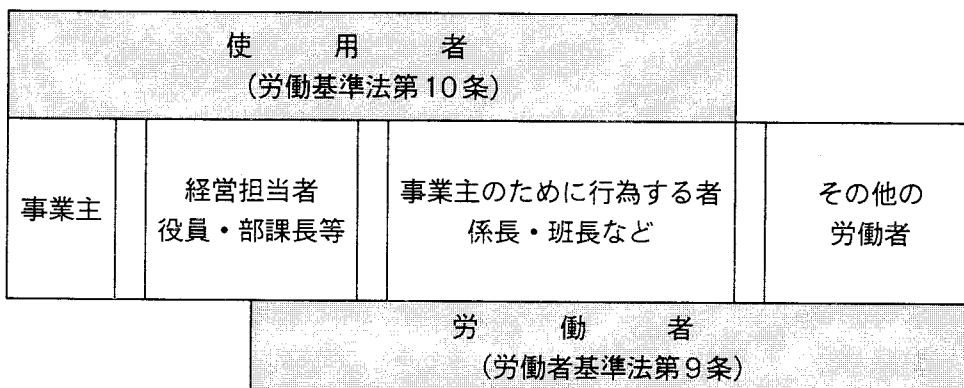 使用者
(労働基準法第10条)
事業主
経営担当者
役員・部課長等
事業主のために行為する者
係長・班長など
その他の
労働者
労働者
(労働者基準法第9条)